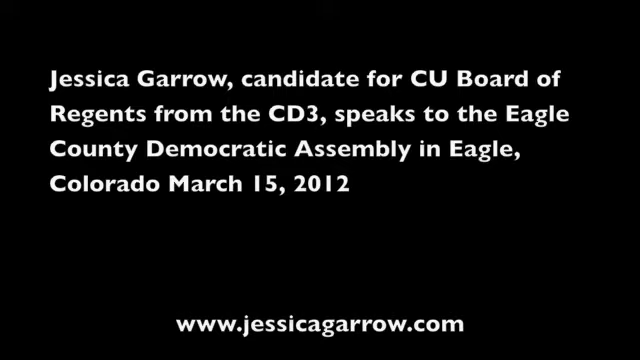 Jessica Garrow, candidate for CU Board of
Regents from the CD3, speaks to the Eagle
County Democratic Assembly in Eagle,
Colorado March 15, 2012
www.jessicagarrow.com